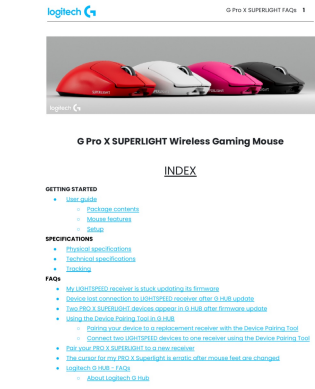 logitech G
G Pro X SUPERLIGHT FAQs 1
logitech G
G Pro X SUPERLIGHT Wireless Gaming Mouse
INDEX
GETTING STARTED
User guide
Package contents
Mouse features
Setup
SPECIFICATIONS
Physical specifications
Technical specifications
Tracking
FAQs
My LIGHTSPEED receiver is stuck updating its firmware
Device lost connection to LIGHTSPEED receiver after G HUB update
Two PRO X SUPERLIGHT devices appear in G HUB after firmware update
Using the Device Pairing Tool in G HUB
Pairing your device to a replacement receiver with the Device Pairing Tool
Connect two LIGHTSPEED devices to one receiver using the Device Pairing Tool
Pair your PRO X SUPERLIGHT to a new receiver
The cursor for my PRO X Superlight is erratic after mouse feet are changed
Logitech G HUB - FAQs
About Logitech G Hub